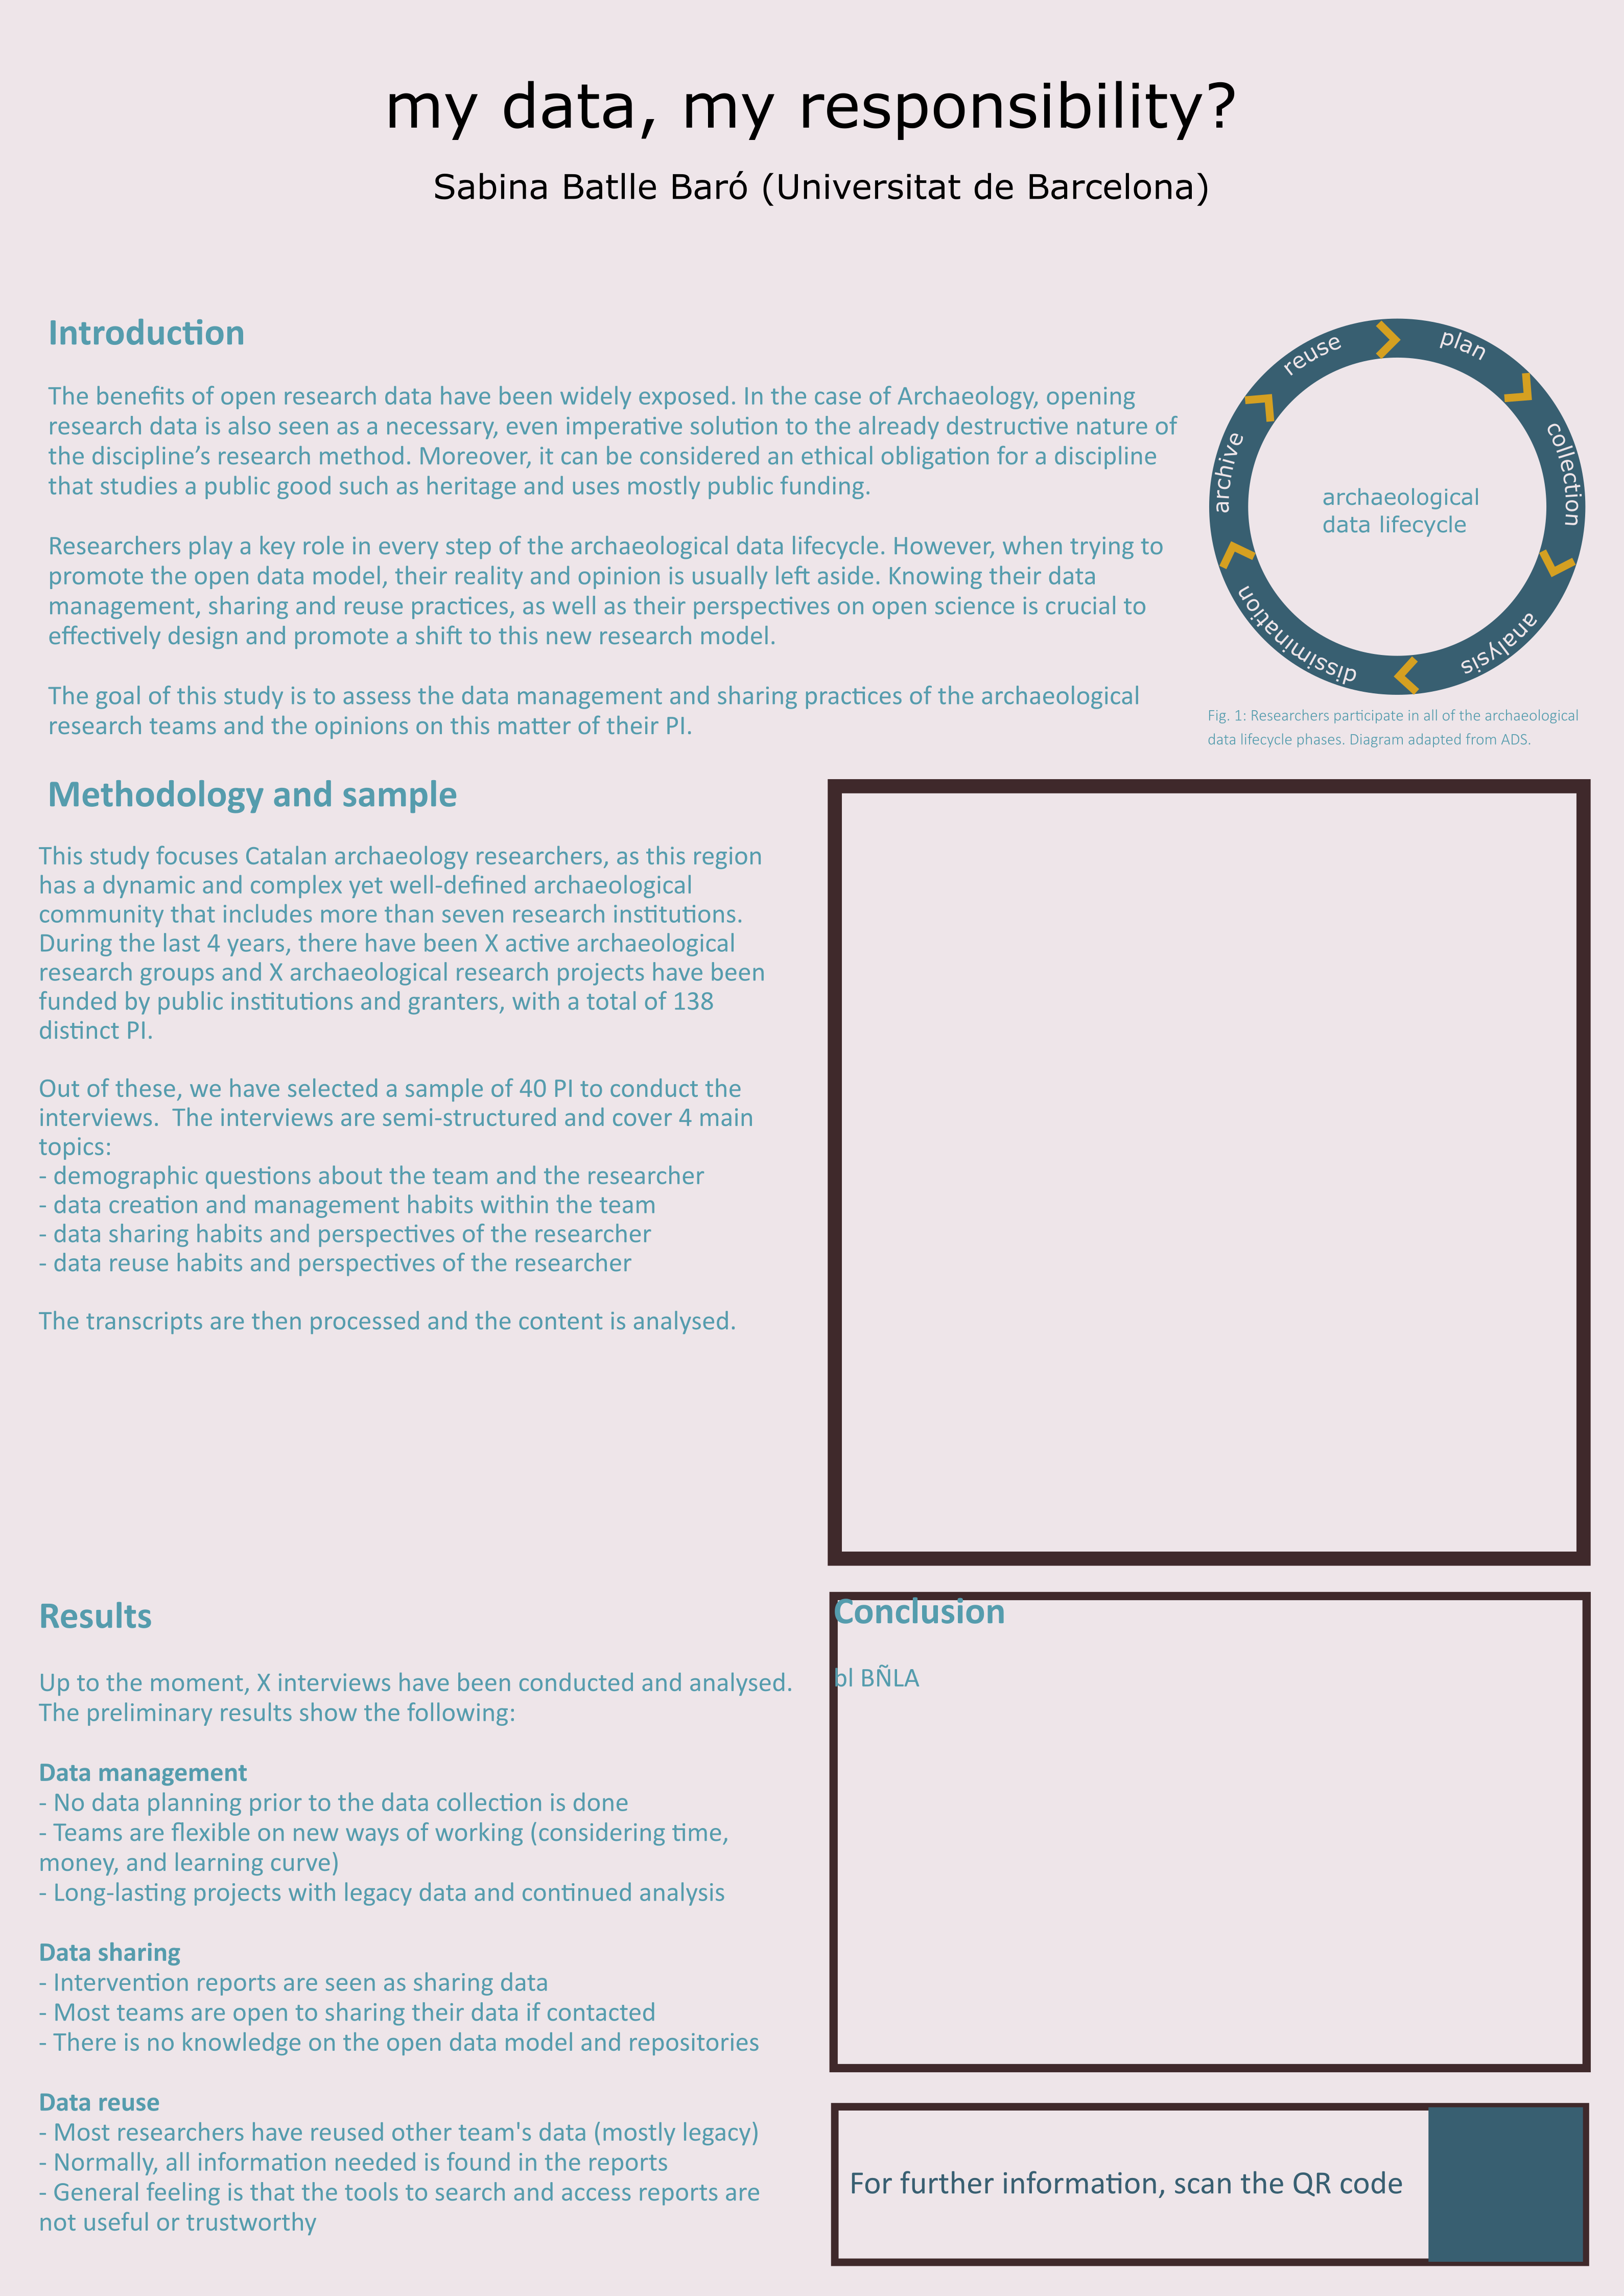 my data, my responsibility?
Sabina Batlle Baró (Universitat de Barcelona)
Introduction
The benefits of open research data have been widely exposed. In the case of Archaeology, opening
research data is also seen as a necessary, even imperative solution to the already destructive nature of
the discipline’s research method. Moreover, it can be considered an ethical obligation for a discipline
that studies a public good such as heritage and uses mostly public funding.
Researchers play a key role in every step of the archaeological data lifecycle. However, when trying to
promote the open data model, their reality and opinion is usually left aside. Knowing their data
management, sharing and reuse practices, as well as their perspectives on open science is crucial to
effectively design and promote a shift to this new research model.
The goal of this study is to assess the data management and sharing practices of the archaeological
research teams and the opinions on this matter of their PI.
plan
collection
analysis
dissimination
archive
reuse
archaeological
data lifecycle
Fig. 1: Researchers participate in all of the archaeological
data lifecycle phases. Diagram adapted from ADS.
Methodology and sample
This study focuses Catalan archaeology researchers, as this region
has a dynamic and complex yet well-defined archaeological
community that includes more than seven research institutions.
During the last 4 years, there have been X active archaeological
research groups and X archaeological research projects have been
funded by public institutions and granters, with a total of 138
distinct PI.
Out of these, we have selected a sample of 40 PI to conduct the
interviews.  The interviews are semi-structured and cover 4 main
topics:
- demographic questions about the team and the researcher
- data creation and management habits within the team
- data sharing habits and perspectives of the researcher
- data reuse habits and perspectives of the researcher
The transcripts are then processed and the content is analysed.
Results
Up to the moment, X interviews have been conducted and analysed.
The preliminary results show the following:
Data management
- No data planning prior to the data collection is done
- Teams are flexible on new ways of working (considering time,
money, and learning curve)
- Long-lasting projects with legacy data and continued analysis
Data sharing
- Intervention reports are seen as sharing data
- Most teams are open to sharing their data if contacted
- There is no knowledge on the open data model and repositories
Data reuse
- Most researchers have reused other team's data (mostly legacy)
- Normally, all information needed is found in the reports
- General feeling is that the tools to search and access reports are
not useful or trustworthy
Conclusion
bl BÑLA
For further information, scan the QR code